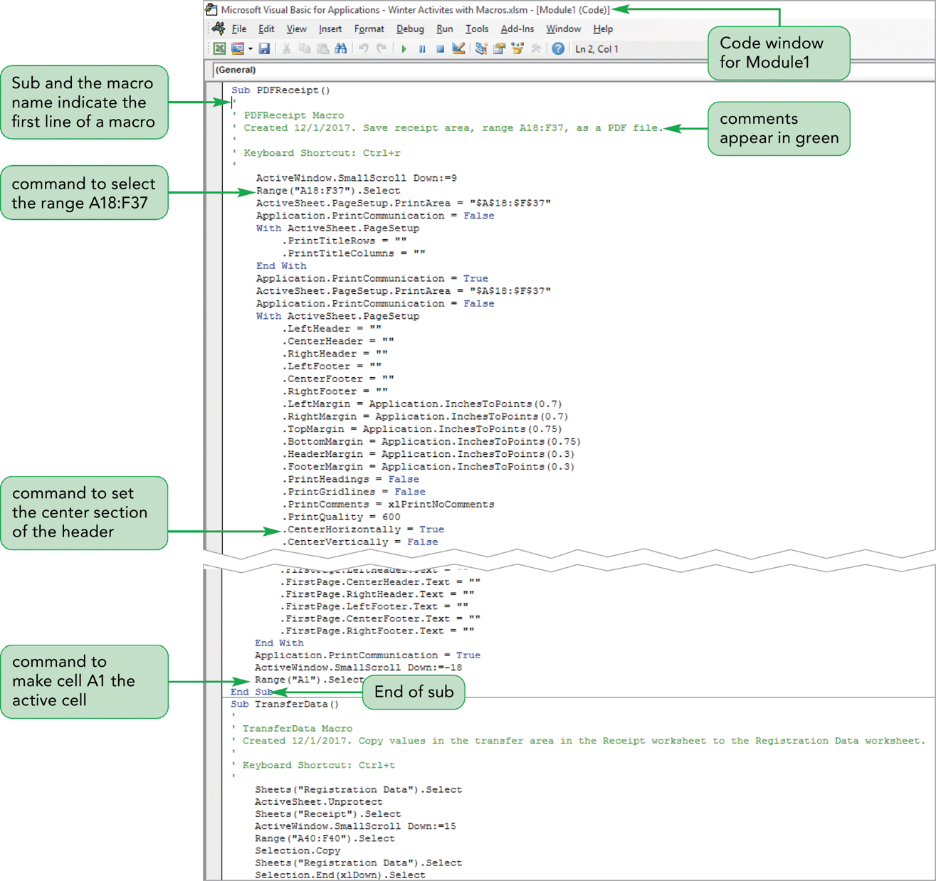 Microsoft Visual Basic for Applications - Winter Activites with Macros.xlsm - [Module1 (Code)]
File Edit View Insert Format Debug Run Tools Add-Ins Window Help
Ln 2, Col 1
Code window
for Module1
(General)
Sub and the macro
name indicate the
first line of a macro
Sub PDFReceipt()
'
' PDFReceipt Macro
' Created 12/1/2017. Save receipt area, range A18:F37, as a PDF file.
'
' Keyboard Shortcut: Ctrl+r
'
comments
appear in green
command to select
the range A18:F37
ActiveWindow.SmallScroll Down:=9
Range("A18:F37").Select
ActiveSheet.PageSetup.PrintArea = "$A$18:$F$37"
Application.PrintCommunication = False
With ActiveSheet.PageSetup
.PrintTitleRows = ""
.PrintTitleColumns = ""
End With
Application.PrintCommunication = True
ActiveSheet.PageSetup.PrintArea = "$A$18:$F$37"
Application.PrintCommunication = False
With ActiveSheet.PageSetup
.LeftHeader = ""
.CenterHeader = ""
.RightHeader = ""
.LeftFooter = ""
.CenterFooter = ""
.RightFooter = ""
.LeftMargin = Application.InchesToPoints(0.7)
.RightMargin = Application.InchesToPoints(0.7)
.TopMargin = Application.InchesToPoints(0.75)
.BottomMargin = Application.InchesToPoints(0.75)
.HeaderMargin = Application.InchesToPoints(0.3)
.FooterMargin = Application.InchesToPoints(0.3)
.PrintHeadings = False
.PrintGridlines = False
.PrintComments = xlPrintNoComments
.PrintQuality = 600
.CenterHorizontally = True
.CenterVertically = False
command to set
the center section
of the header
.FirstPage.LeftHeader.Text = ""
.FirstPage.CenterHeader.Text = ""
.FirstPage.RightHeader.Text = ""
.FirstPage.LeftFooter.Text = ""
.FirstPage.CenterFooter.Text = ""
.FirstPage.RightFooter.Text = ""
End With
Application.PrintCommunication = True
ActiveWindow.SmallScroll Down:=-18
Range("A1").Select
End Sub
command to
make cell A1 the
active cell
End of sub
Sub TransferData()
'
' TransferData Macro
' Created 12/1/2017. Copy values in the transfer area in the Receipt worksheet to the Registration Data worksheet.
'
' Keyboard Shortcut: Ctrl+t
'
Sheets("Registration Data").Select
ActiveSheet.Unprotect
Sheets("Receipt").Select
ActiveWindow.SmallScroll Down:=15
Range("A40:F40").Select
Selection.Copy
Sheets("Registration Data").Select
Selection.End(xlDown).Select